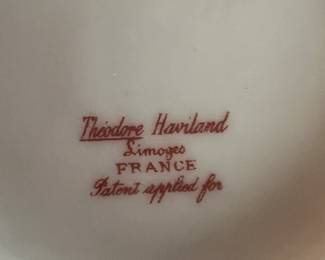 Théodore Haviland
Limoges
FRANCE
Patent applied for